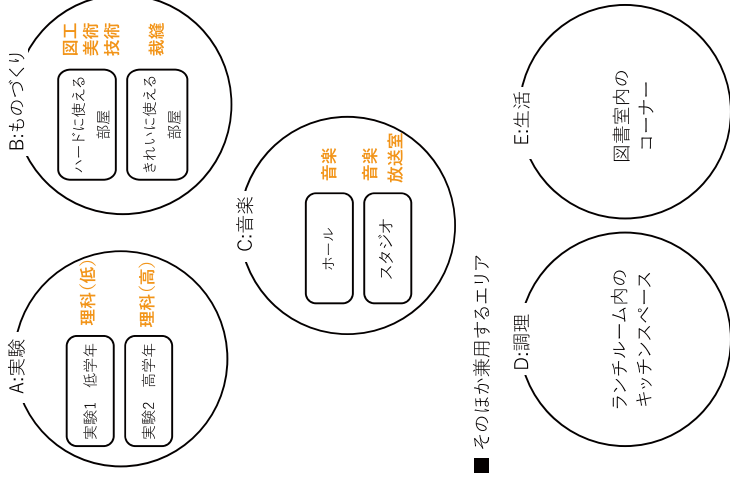 A:実験
実験1　低学年
理科(低)
実験2　高学年
理科(高)
B:ものづくり
ハードに使える
部屋
図工
美術
技術
きれいに使える
部屋
裁縫
C:音楽
ホール
音楽
スタジオ
音楽
放送室
■ そのほか兼用するエリア
D:調理
ランチルーム内の
キッチンスペース
E:生活
図書室内の
コーナー